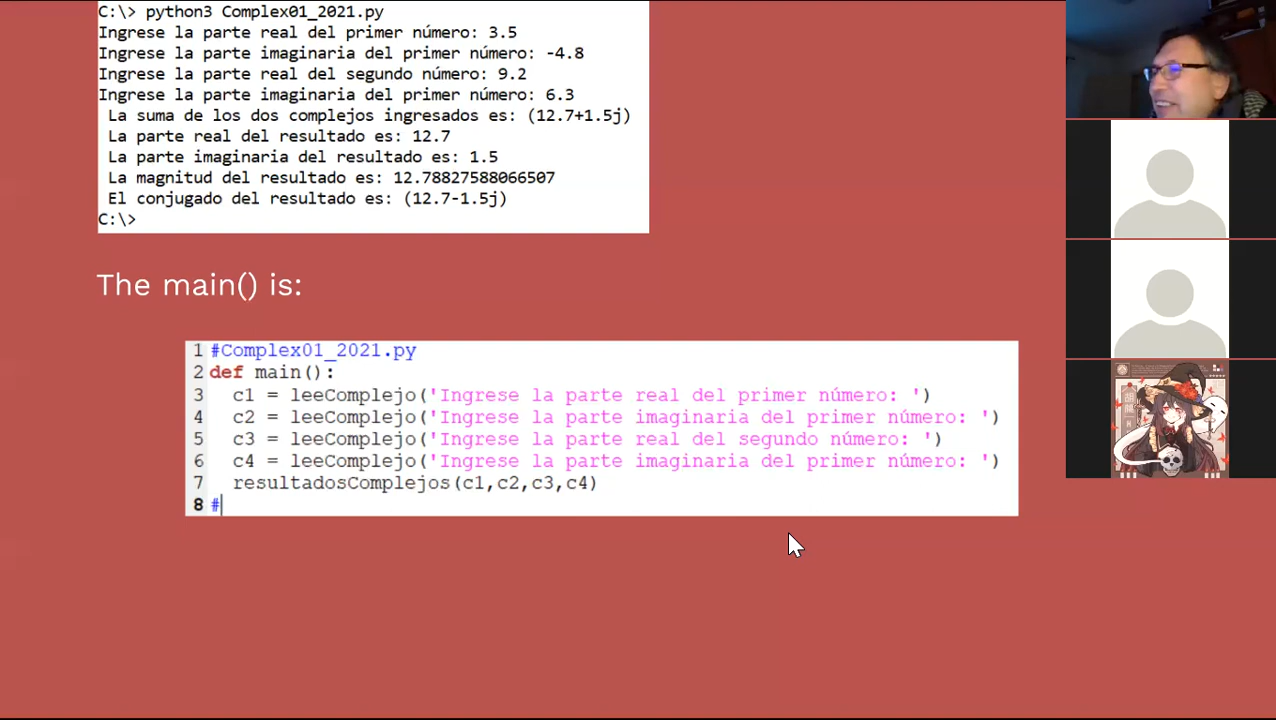 C:\> python3 Complex01_2021.py
Ingrese la parte real del primer número: 3.5
Ingrese la parte imaginaria del primer número: -4.8
Ingrese la parte real del segundo número: 9.2
Ingrese la parte imaginaria del primer número: 6.3
La suma de los dos complejos ingresados es: (12.7+1.5j)
La parte real del resultado es: 12.7
La parte imaginaria del resultado es: 1.5
La magnitud del resultado es: 12.78827588066507
El conjugado del resultado es: (12.7-1.5j)
C:\>
The main() is:
1 #Complex01_2021.py
2 def main():
3 c1 = leeComplejo('Ingrese la parte real del primer número: ')
4 c2 = leeComplejo('Ingrese la parte imaginaria del primer número: ')
5 c3 = leeComplejo('Ingrese la parte real del segundo número: ')
6 c4 = leeComplejo('Ingrese la parte imaginaria del primer número: ')
7 resultadosComplejos(c1,c2,c3,c4)
8 #